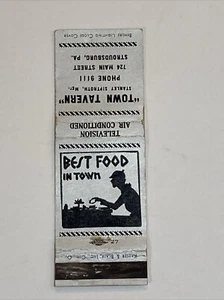 BEST FOOD
IN TOWN
TELEVISION
AIR CONDITIONED
"TOWN TAVERN"
STANLEY SIPTROTH, Mgr.
PHONE 9111
724 MAIN STREET
STROUDSBURG, PA.